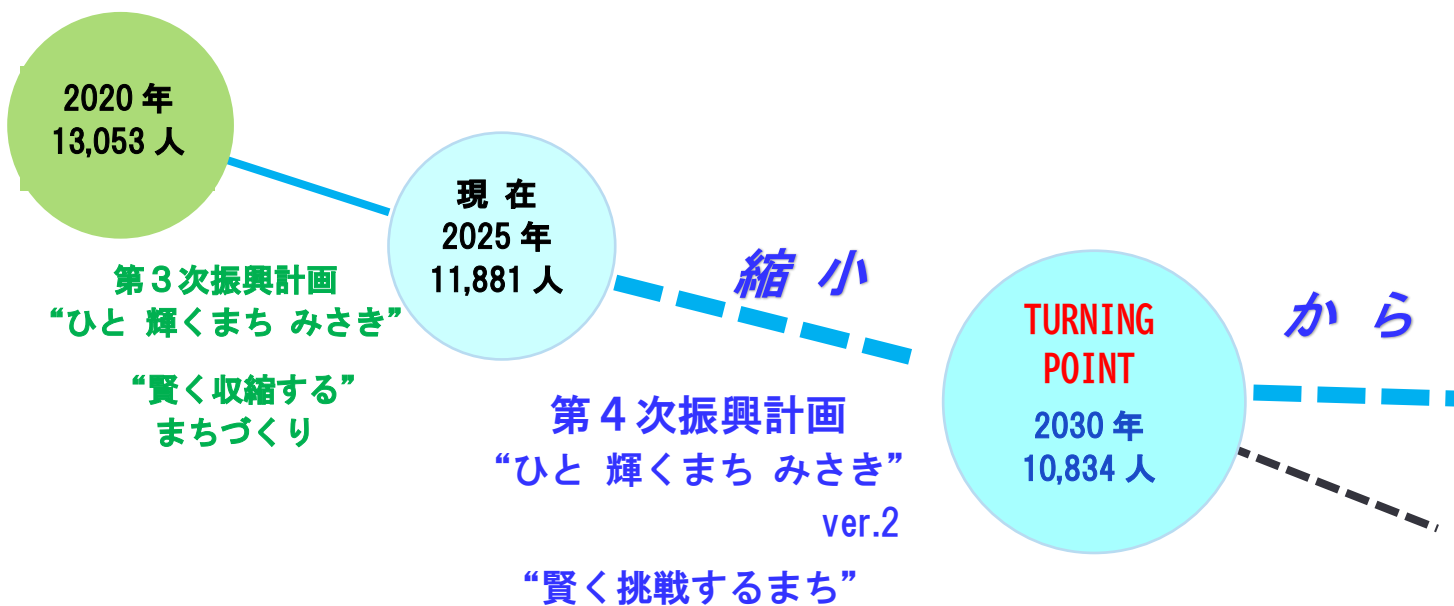 2020 年
13,053 人
現 在
2025 年
11,881 人
第３次振興計画
“ひと 輝くまち みさき”
“賢く収縮する”
まちづくり
縮 小
第４次振興計画
“ひと 輝くまち みさき”
ver.2
“賢く挑戦するまち”
TURNING
POINT
2030 年
10,834 人
か ら